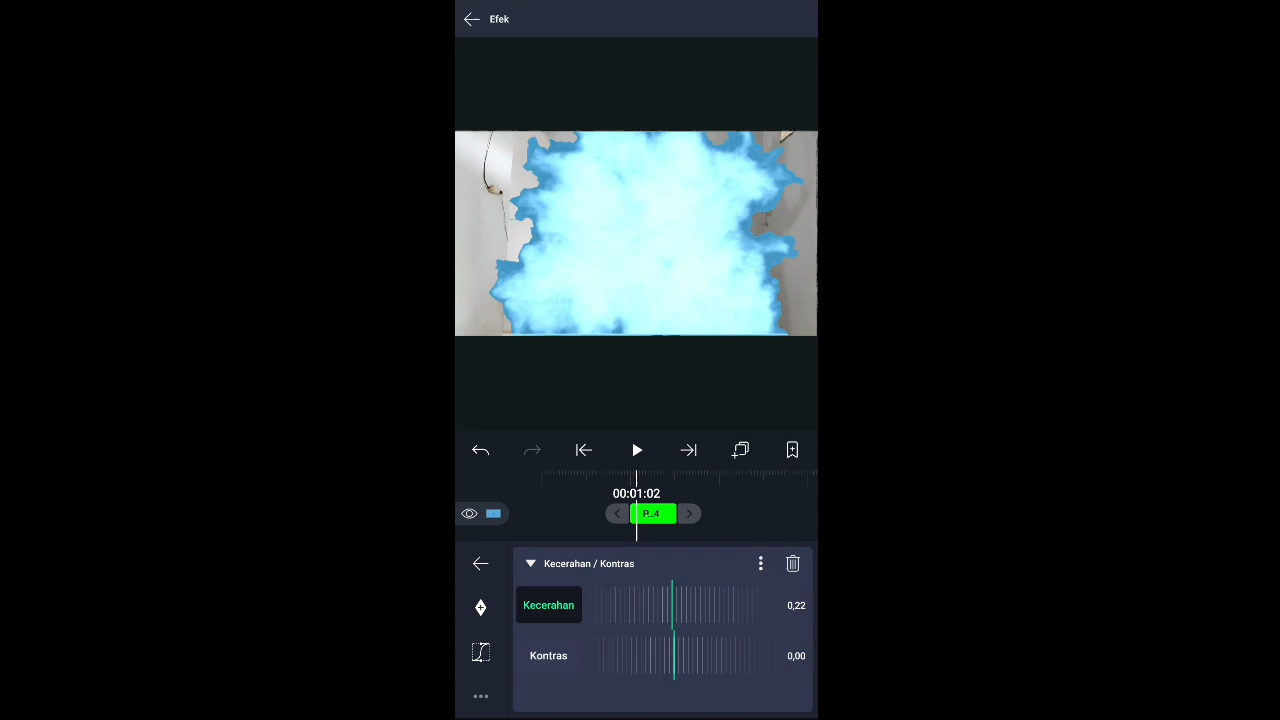 Efek
00:01:02
P...4
Kecerahan / Kontras
Kecerahan
0,22
Kontras
0,00